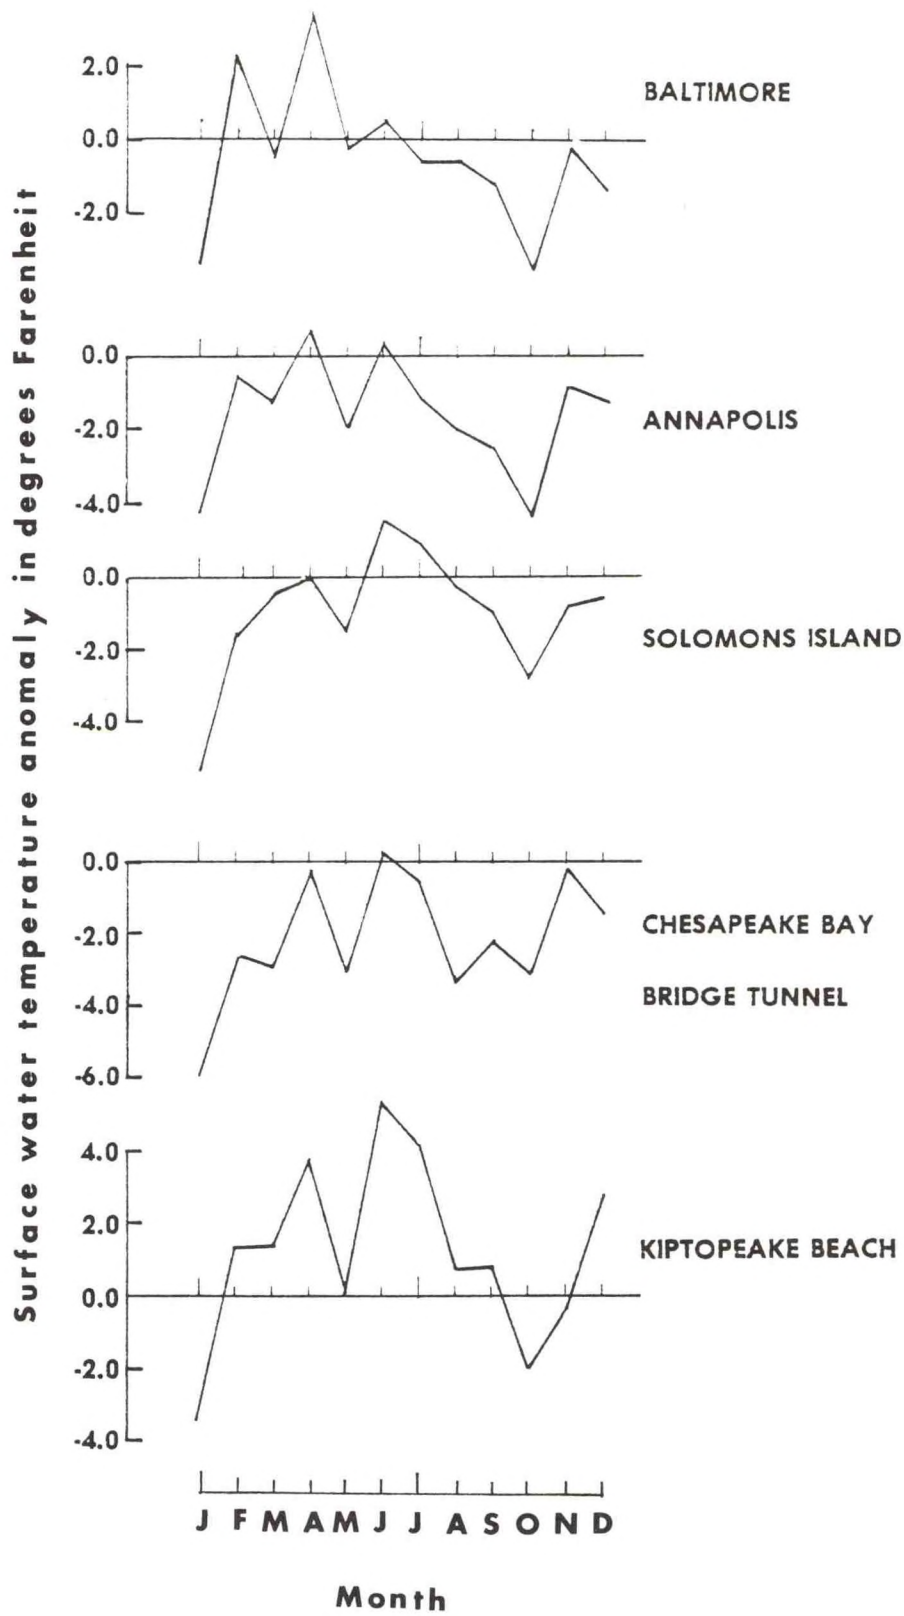 Surface water temperature anomaly in degrees Farenheit
2.0
0.0
-2.0
BALTIMORE
0.0
-2.0
-4.0
ANNAPOLIS
0.0
-2.0
-4.0
SOLOMONS ISLAND
0.0
-2.0
-4.0
-6.0
CHESAPEAKE BAY
BRIDGE TUNNEL
4.0
2.0
0.0
-2.0
-4.0
KIPTOPEAKE BEACH
J F M A M J J A S O N D
Month